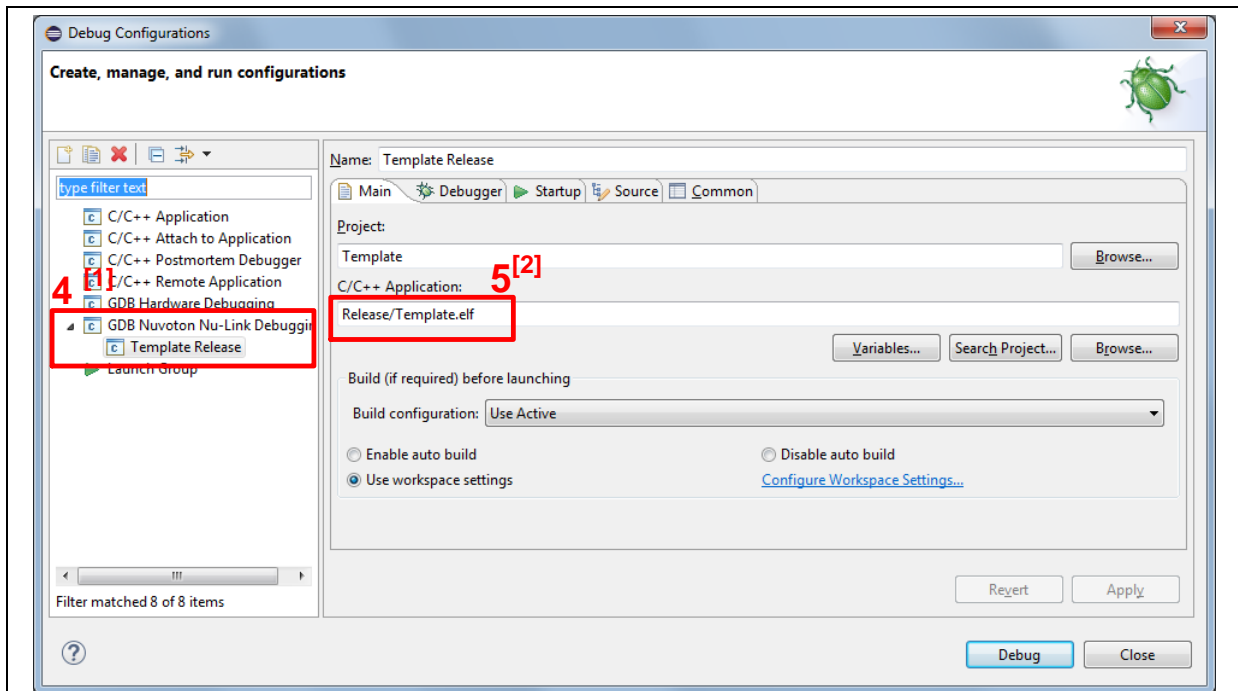 Debug Configurations
Create, manage, and run configurations
type filter text
C/C++ Application
C/C++ Attach to Application
C/C++ Postmortem Debugger
C/C++ Remote Application
GDB Hardware Debugging
GDB Nuvoton Nu-Link Debuggin
Template Release
Launch Group
4 [1]
Filter matched 8 of 8 items
Name: Template Release
Main Debugger Startup Source Common
Project:
Template Browse...
5[2]
C/C++ Application:
Release/Template.elf
Variables... Search Project... Browse...
Build (if required) before launching
Build configuration: Use Active
Enable auto build Disable auto build
Use workspace settings Configure Workspace Settings...
Revert Apply
? Debug Close